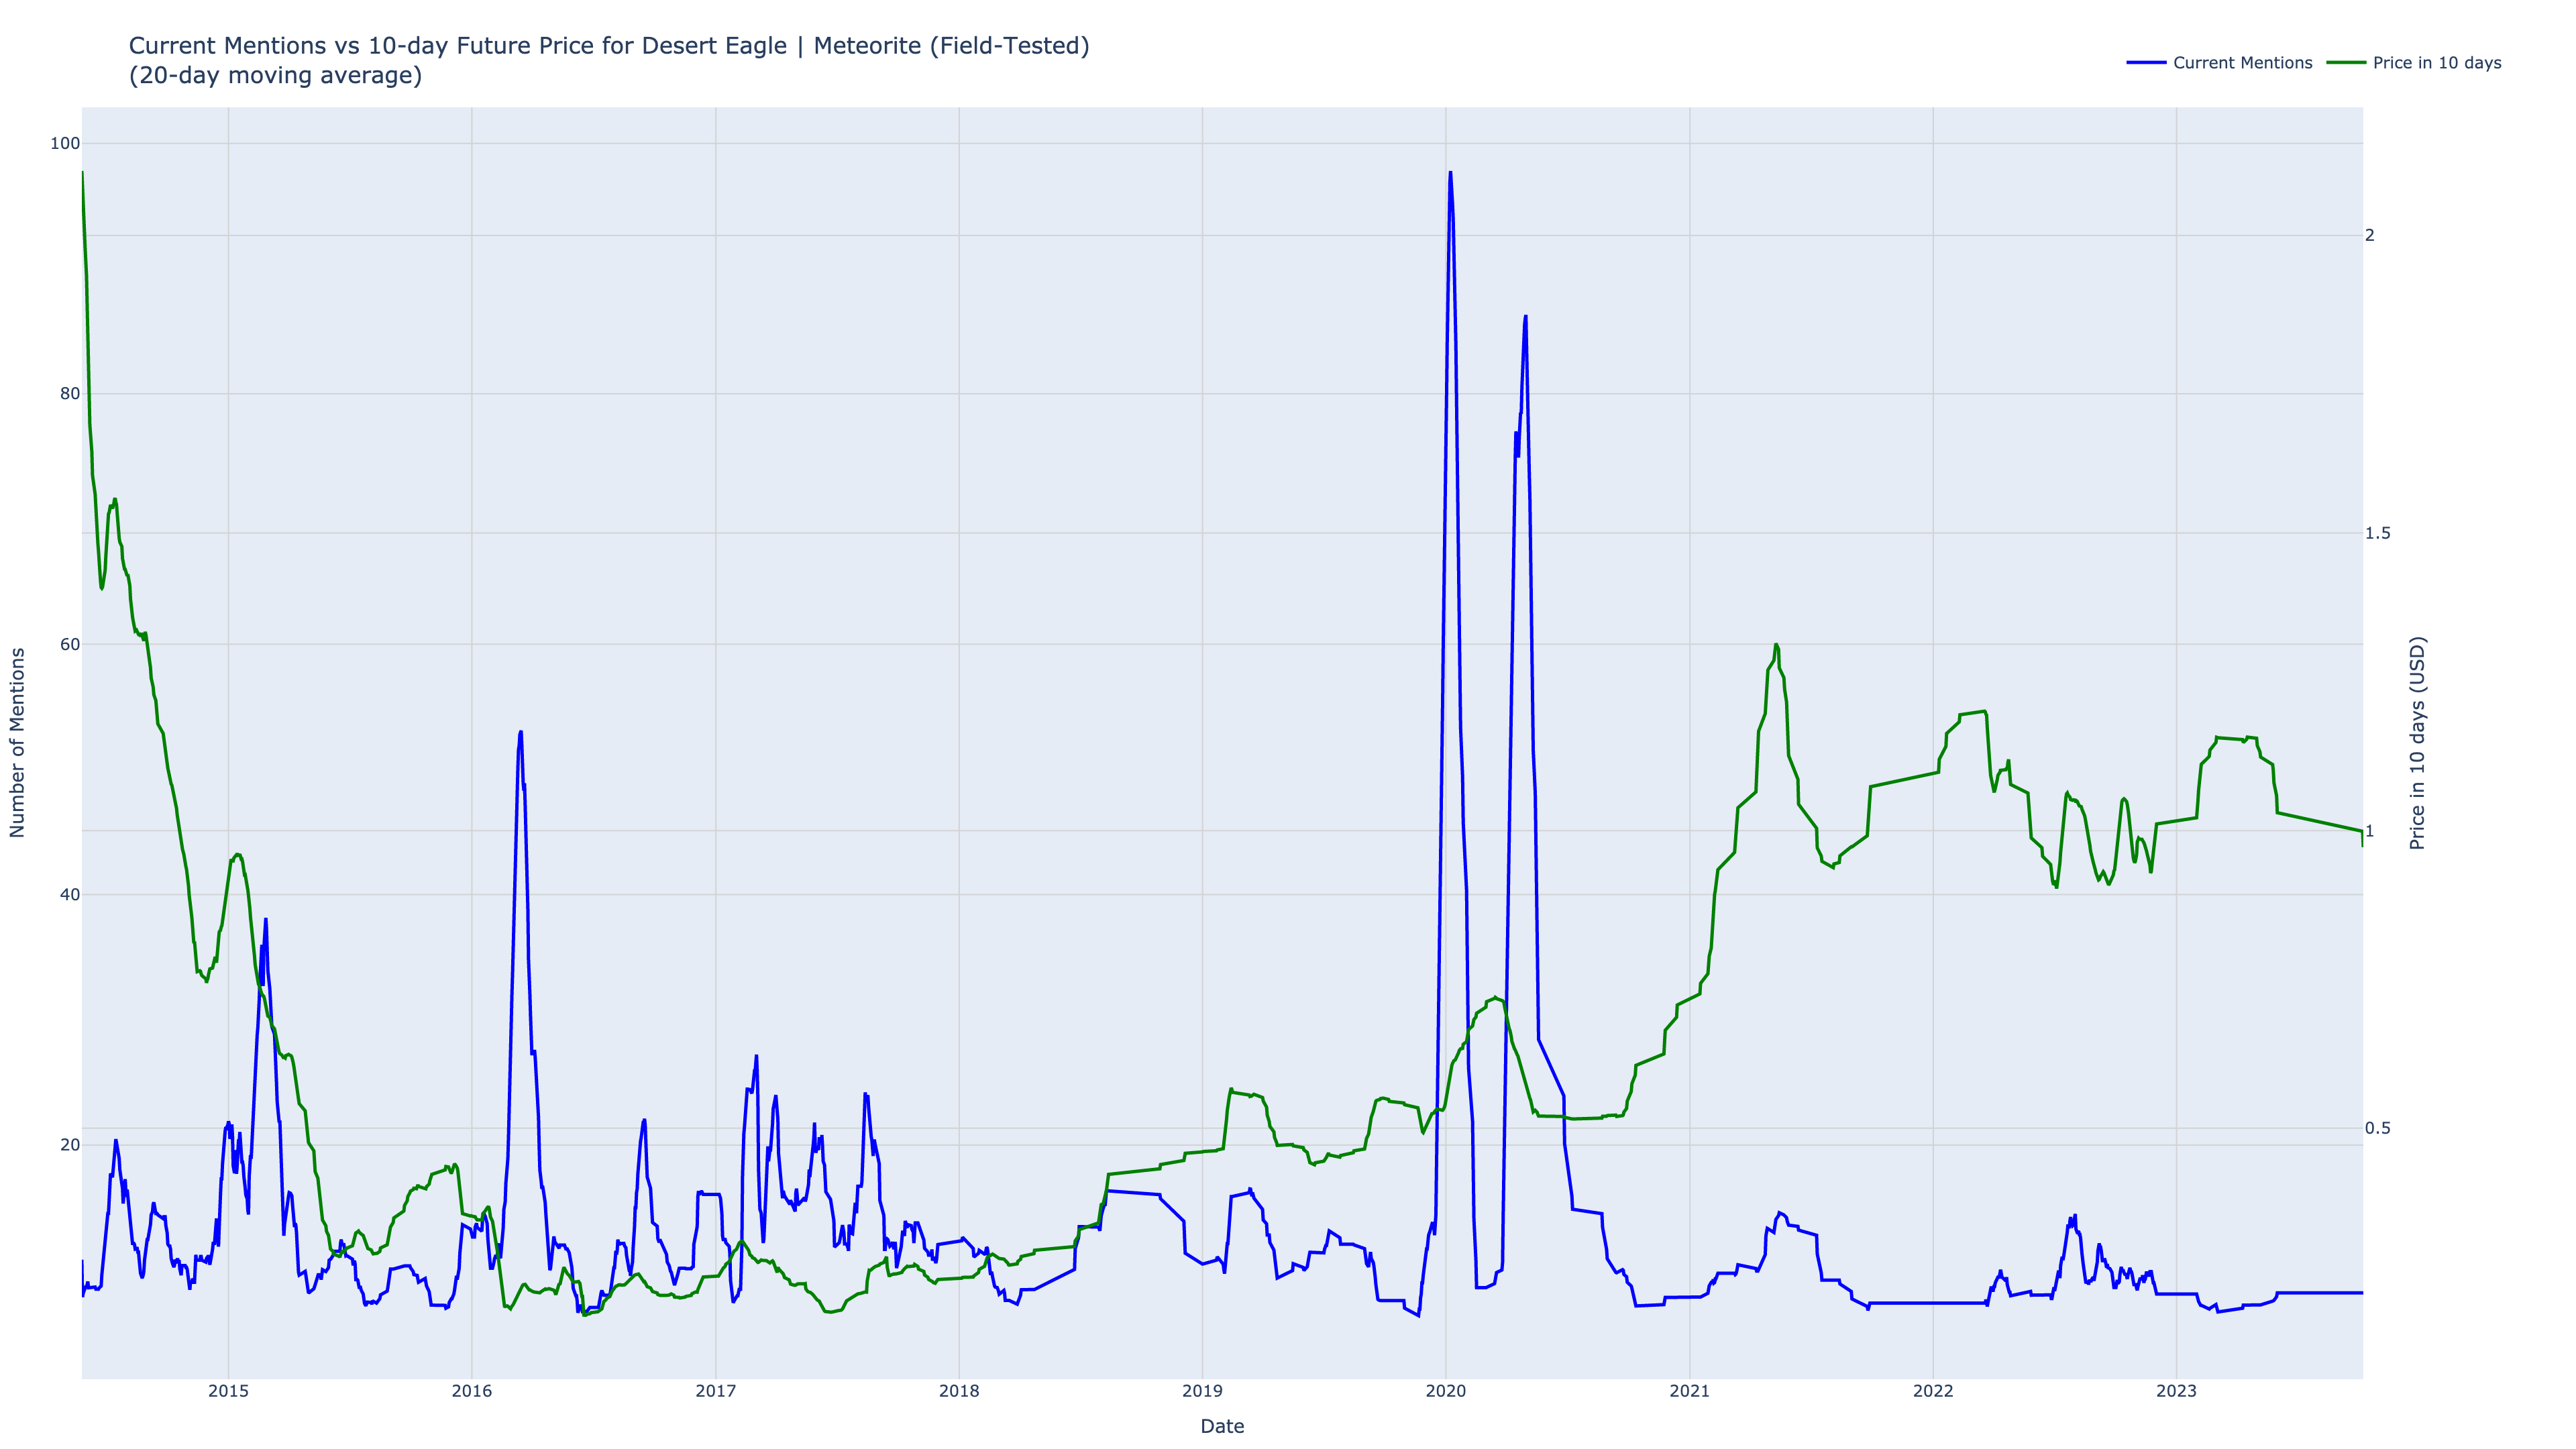 Current Mentions vs 10-day Future Price for Desert Eagle | Meteorite (Field-Tested)
(20-day moving average)
Current Mentions
Price in 10 days
100
80
60
40
20
Number of Mentions
2
1.5
1
0.5
Price in 10 days (USD)
2015
2016
2017
2018
2019
2020
2021
2022
2023
Date